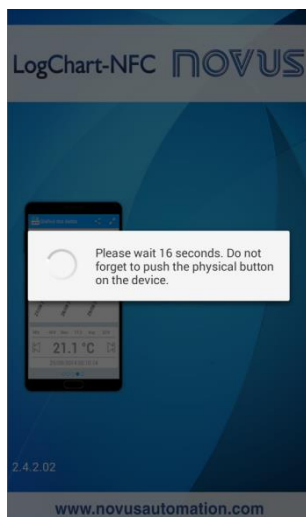 LogChart-NFC NOVUS
Please wait 16 seconds. Do not
forget to push the physical button
on the device.
21.1 °C
2.4.2.02
www.novusautomation.com